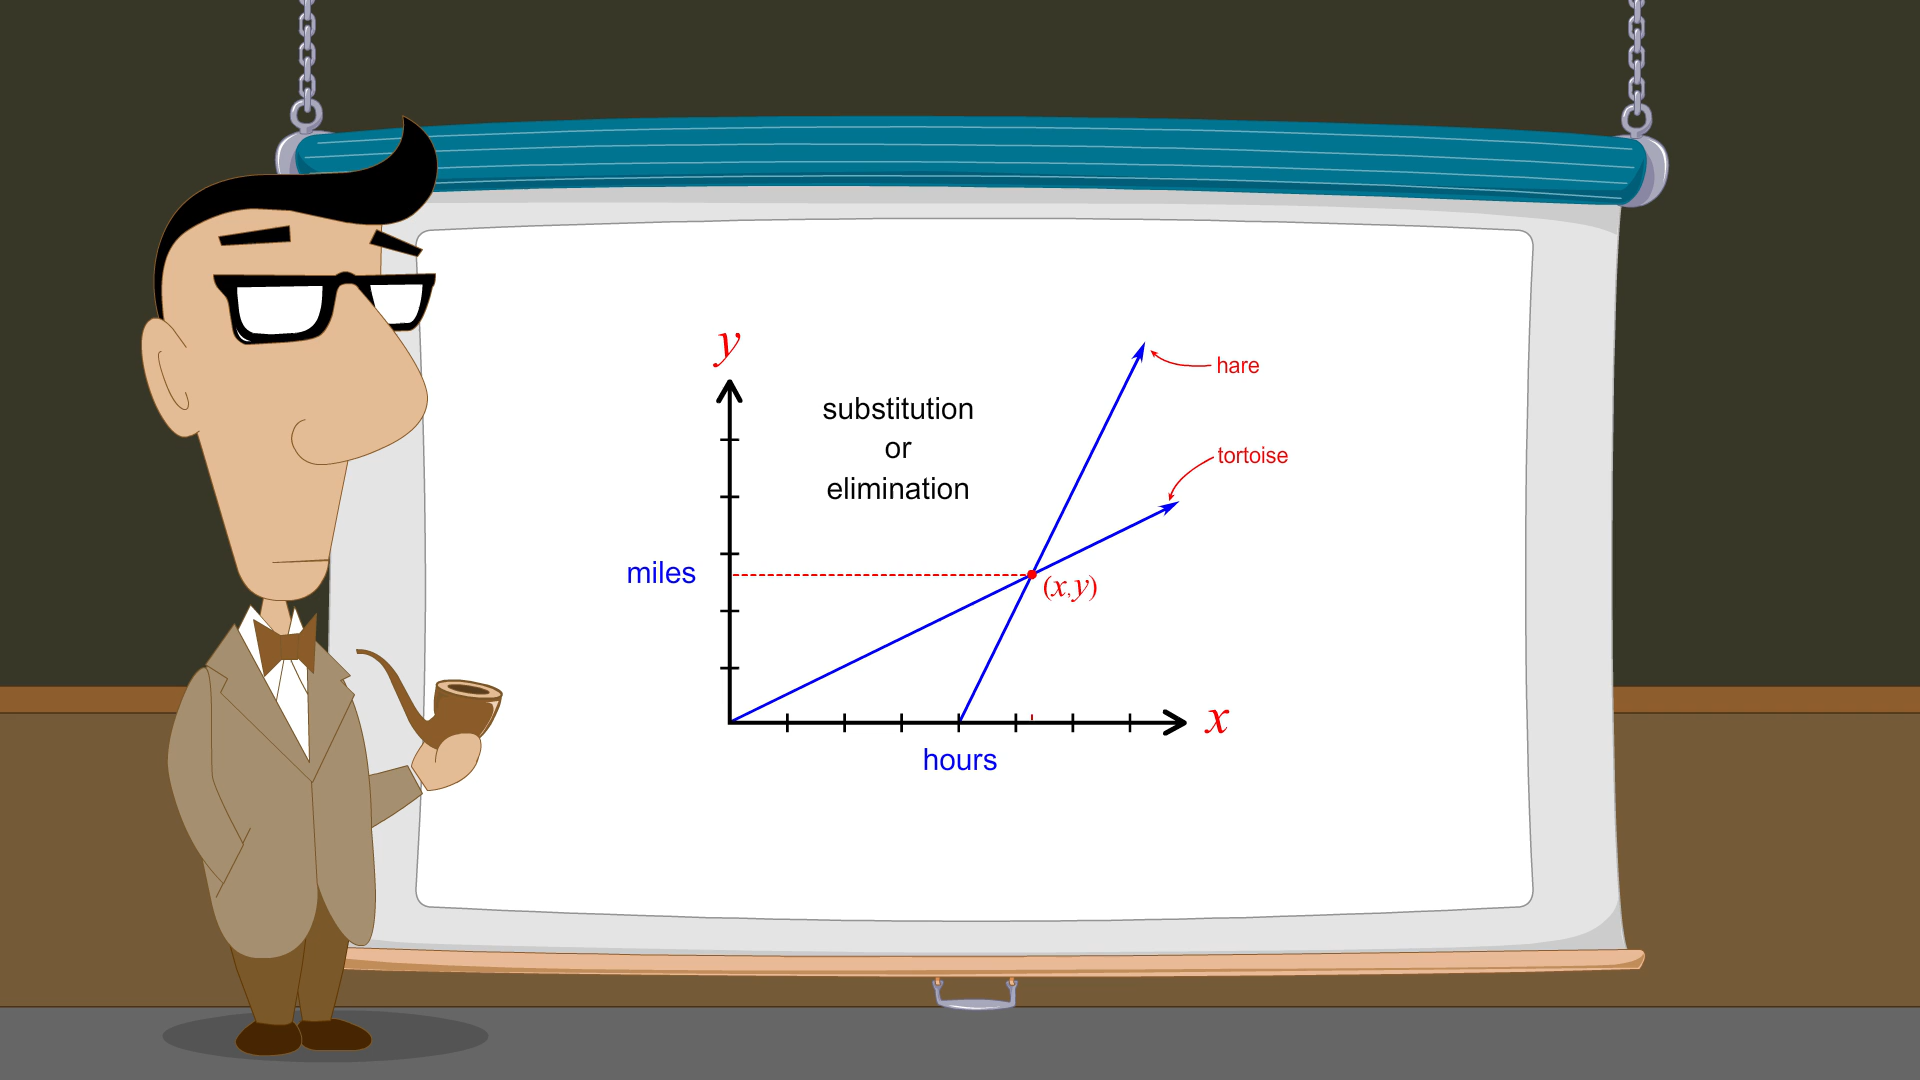 y
hare
substitution
or
elimination
tortoise
miles
(x,y)
x
hours